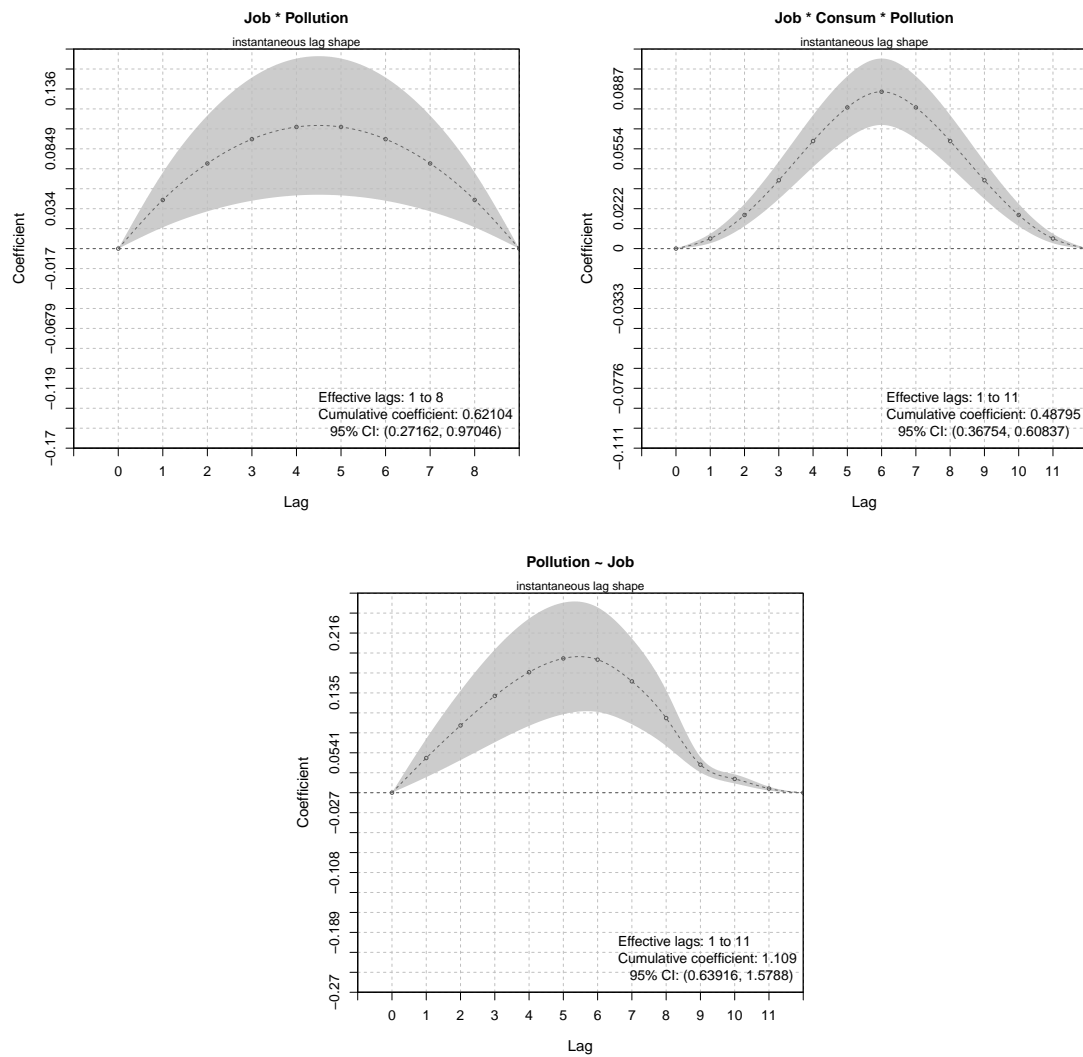 Job * Pollution
instantaneous lag shape
Coefficient
0.136
0.0849
0.034
−0.017
−0.0679
−0.119
−0.17
Effective lags: 1 to 8
Cumulative coefficient: 0.62104
95% CI: (0.27162, 0.97046)
0 1 2 3 4 5 6 7 8
Lag
Job * Consum * Pollution
instantaneous lag shape
Coefficient
0.0887
0.0554
0.0222
0
−0.0333
−0.0776
−0.111
Effective lags: 1 to 11
Cumulative coefficient: 0.48795
95% CI: (0.36754, 0.60837)
0 1 2 3 4 5 6 7 8 9 10 11
Lag
Pollution ~ Job
instantaneous lag shape
Coefficient
0.216
0.135
0.0541
−0.027
−0.108
−0.189
−0.27
Effective lags: 1 to 11
Cumulative coefficient: 1.109
95% CI: (0.63916, 1.5788)
0 1 2 3 4 5 6 7 8 9 10 11
Lag